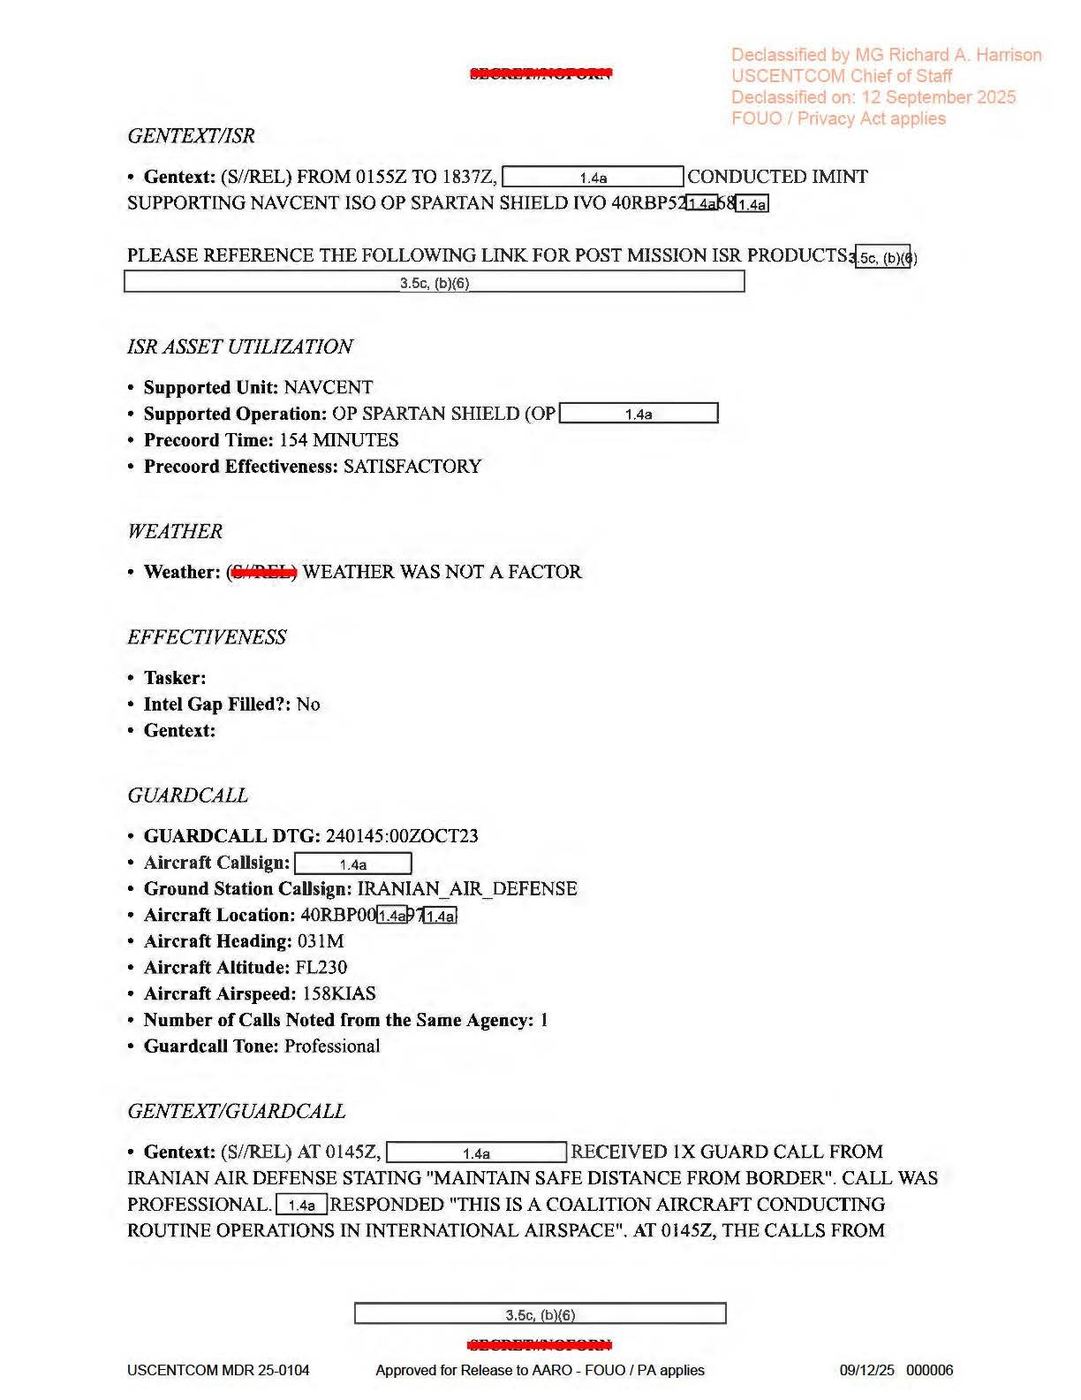 Declassified by MG Richard A. Harrison
USCENTCOM Chief of Staff
Declassified on: 12 September 2025
FOUO / Privacy Act applies
SECRET//NOFORN
GENTEXT/ISR
• Gentext: (S//REL) FROM 0155Z TO 1837Z, 1.4a CONDUCTED IMINT
SUPPORTING NAVCENT ISO OP SPARTAN SHIELD IVO 40RBP52 1.4a 68 1.4a
PLEASE REFERENCE THE FOLLOWING LINK FOR POST MISSION ISR PRODUCTS: 3.5c, (b)(6)
3.5c, (b)(6)
ISR ASSET UTILIZATION
• Supported Unit: NAVCENT
• Supported Operation: OP SPARTAN SHIELD (OP 1.4a
• Precoord Time: 154 MINUTES
• Precoord Effectiveness: SATISFACTORY
WEATHER
• Weather: (S//REL) WEATHER WAS NOT A FACTOR
EFFECTIVENESS
• Tasker:
• Intel Gap Filled?: No
• Gentext:
GUARDCALL
• GUARDCALL DTG: 240145:00ZOCT23
• Aircraft Callsign: 1.4a
• Ground Station Callsign: IRANIAN_AIR_DEFENSE
• Aircraft Location: 40RBP00 1.4a 97 1.4a
• Aircraft Heading: 031M
• Aircraft Altitude: FL230
• Aircraft Airspeed: 158KIAS
• Number of Calls Noted from the Same Agency: 1
• Guardcall Tone: Professional
GENTEXT/GUARDCALL
• Gentext: (S//REL) AT 0145Z, 1.4a RECEIVED 1X GUARD CALL FROM
IRANIAN AIR DEFENSE STATING "MAINTAIN SAFE DISTANCE FROM BORDER". CALL WAS
PROFESSIONAL. 1.4a RESPONDED "THIS IS A COALITION AIRCRAFT CONDUCTING
ROUTINE OPERATIONS IN INTERNATIONAL AIRSPACE". AT 0145Z, THE CALLS FROM
3.5c, (b)(6)
SECRET//NOFORN
USCENTCOM MDR 25-0104 Approved for Release to AARO - FOUO / PA applies 09/12/25 000006